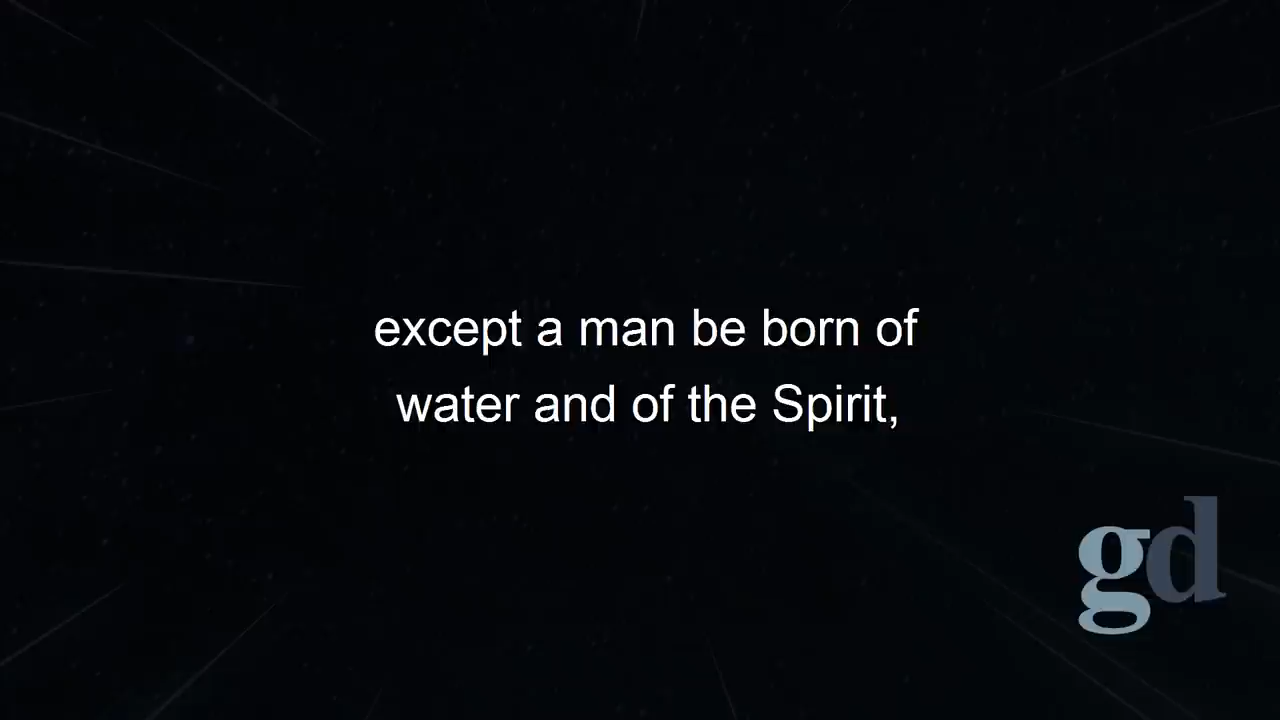 except a man be born of
water and of the Spirit,
gd